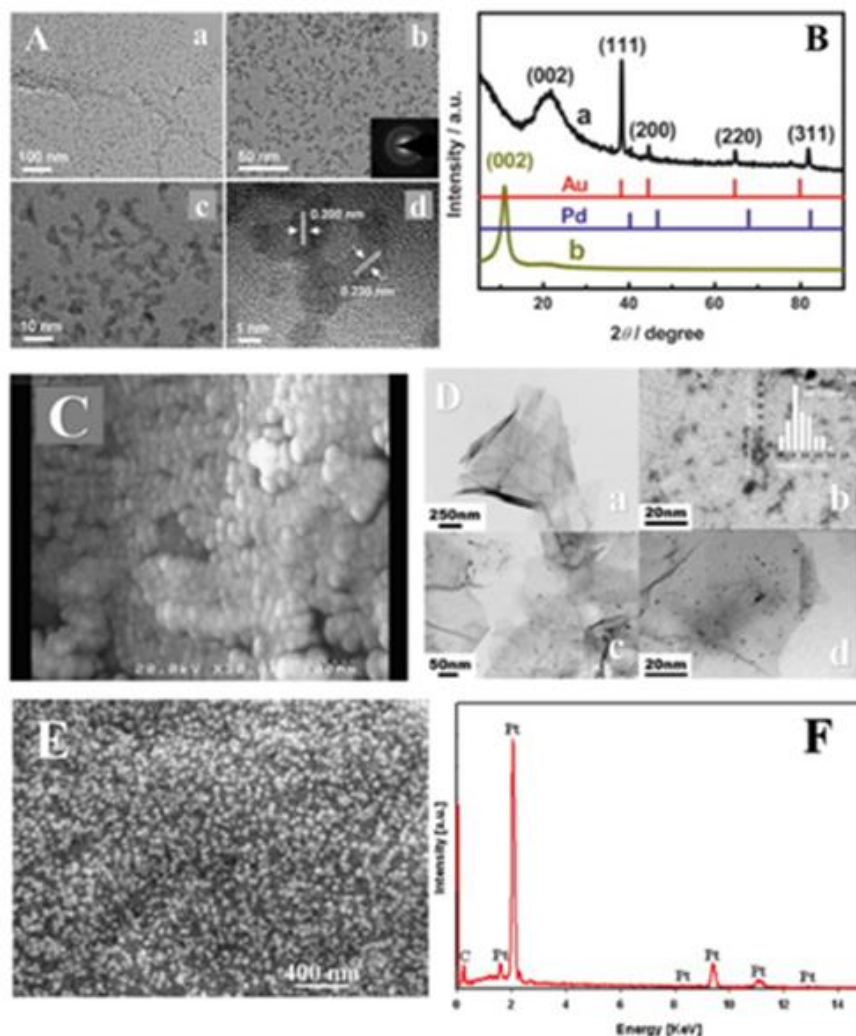 A
a
b
100 nm
50 nm
c
d
0.200 nm
0.230 nm
10 nm
5 nm
B
Intensity / a.u.
(111)
(002)
a
(200)
(220)
(311)
(002)
Au
Pd
b
20
40
60
80
2θ / degree
C
20.0kV
D
a
b
250nm
20nm
c
d
50nm
20nm
E
400 nm
F
Intensity [a.u.]
Pt
C
Pt
Pt
Pt
Pt
Pt
0
2
4
6
8
10
12
14
Energy [KeV]